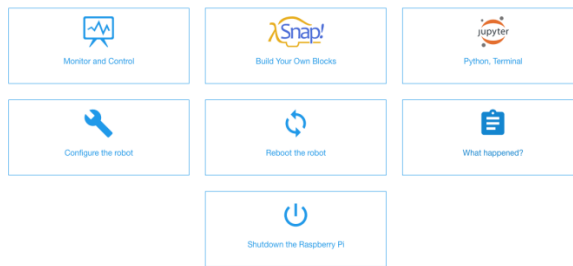 λSnap!
jupyter
Monitor and Control
Build Your Own Blocks
Python, Terminal
Configure the robot
Reboot the robot
What happened?
Shutdown the Raspberry Pi